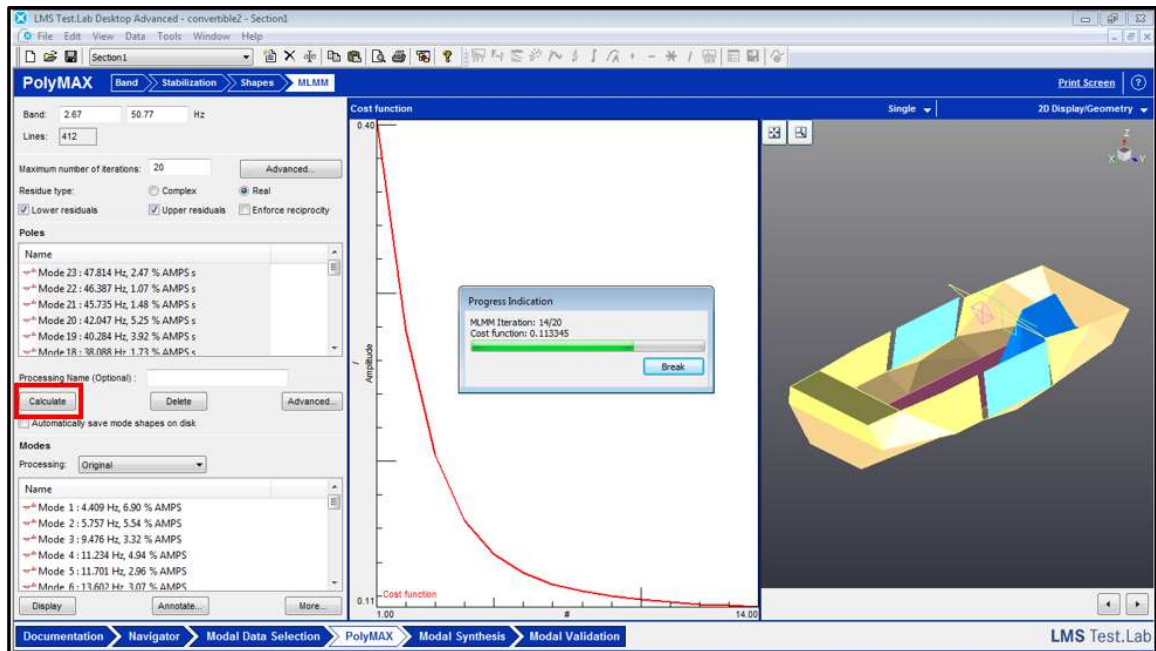 LMS Test.Lab Desktop Advanced - convertible2 - Section1
File Edit View Data Tools Window Help
Section1
PolyMAX Band Stabilization Shapes MLMM Print Screen ?
Band: 2.67 50.77 Hz
Lines: 412
Maximum number of iterations: 20 Advanced...
Residue type: Complex Real
Lower residuals Upper residuals Enforce reciprocity
Poles
Name
Mode 23 : 47.814 Hz, 2.47 % AMPS s
Mode 22 : 46.387 Hz, 1.07 % AMPS s
Mode 21 : 45.735 Hz, 1.48 % AMPS s
Mode 20 : 42.047 Hz, 5.25 % AMPS s
Mode 19 : 40.284 Hz, 3.92 % AMPS s
Mode 18 : 38.088 Hz, 1.73 % AMPS s
Processing Name (Optional) :
Calculate Delete Advanced...
Automatically save mode shapes on disk
Modes
Processing: Original
Name
Mode 1 : 4.409 Hz, 6.90 % AMPS
Mode 2 : 5.757 Hz, 5.54 % AMPS
Mode 3 : 9.476 Hz, 3.32 % AMPS
Mode 4 : 11.234 Hz, 4.94 % AMPS
Mode 5 : 11.701 Hz, 2.96 % AMPS
Mode 6 : 13.602 Hz, 3.07 % AMPS
Display Annotate... More...
Cost function
0.40
/
Amplitude
0.11
Cost function
1.00 # 14.00
Progress Indication
MLMM Iteration: 14/20
Cost function: 0.113345
Break
Single 2D Display/Geometry
Z
X Y
Documentation Navigator Modal Data Selection PolyMAX Modal Synthesis Modal Validation LMS Test.Lab